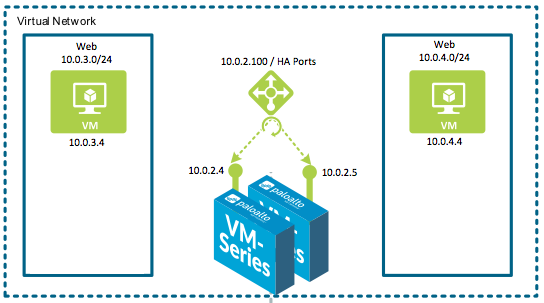 Virtual Network
Web
10.0.3.0/24
VM
10.0.3.4
10.0.2.100 / HA Ports
10.0.2.4
10.0.2.5
paloalto
VM-
Series
paloalto
Web
10.0.4.0/24
VM
10.0.4.4